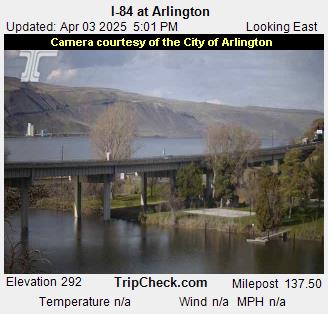 I-84 at Arlington
Updated: Apr 03 2025 5:01 PM Looking East
Camera courtesy of the City of Arlington
Elevation 292 TripCheck.com Milepost 137.50
Temperature n/a Wind n/a MPH n/a